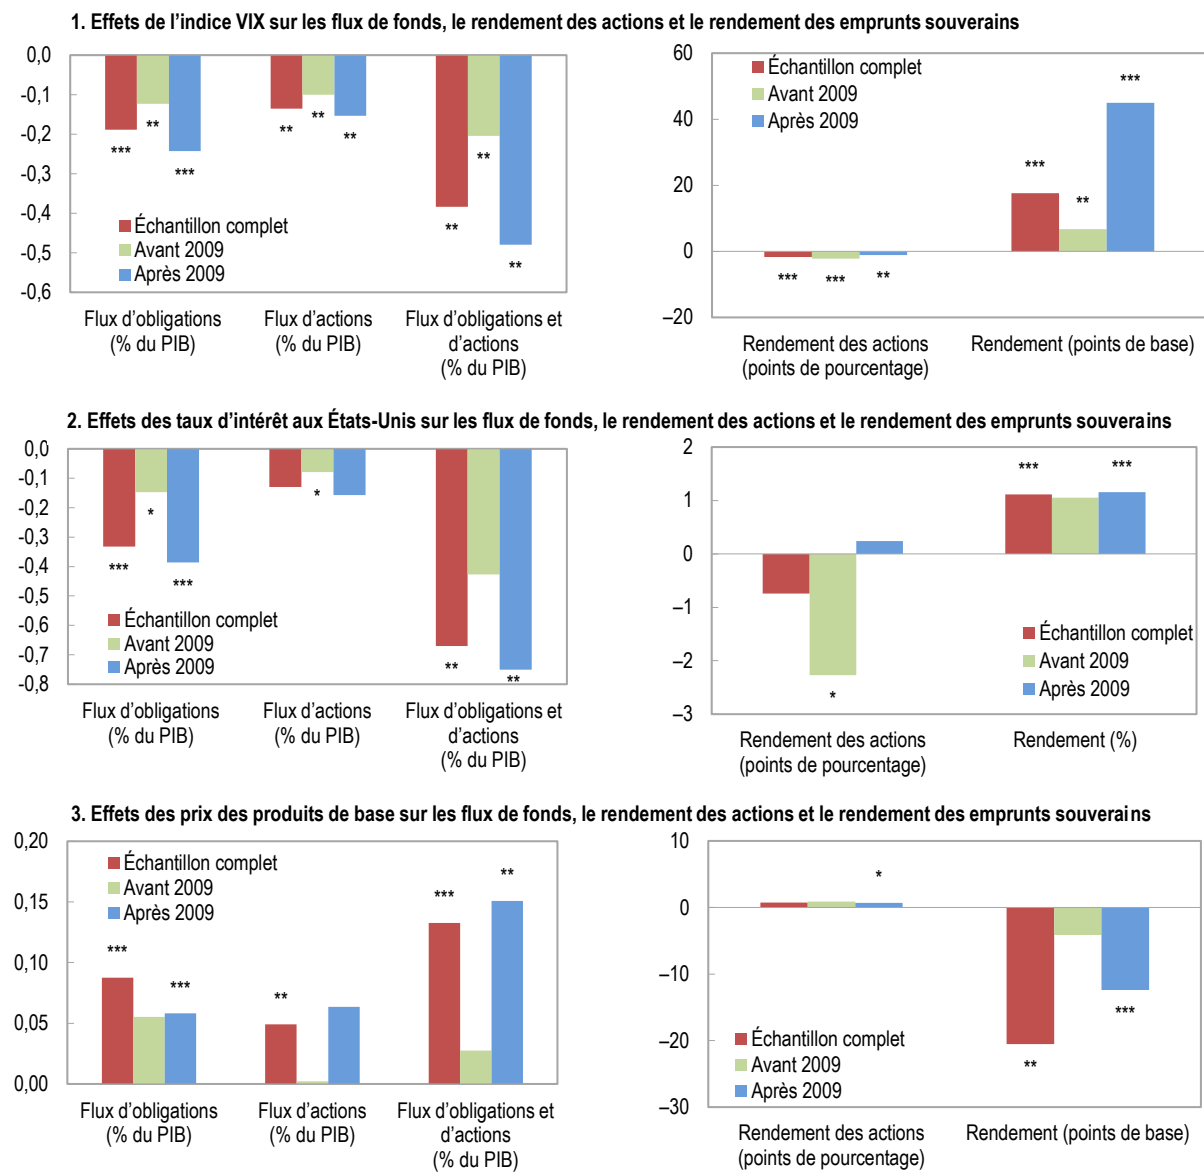 1. Effets de l’indice VIX sur les flux de fonds, le rendement des actions et le rendement des emprunts souverains
0,0
-0,1
-0,2
-0,3
-0,4
-0,5
-0,6
***
**
***
**
**
**
**
**
**
Échantillon complet
Avant 2009
Après 2009
Flux d’obligations
(% du PIB)
Flux d’actions
(% du PIB)
Flux d’obligations et
d’actions
(% du PIB)
60
40
20
0
–20
Échantillon complet
Avant 2009
Après 2009
***
***
**
***
**
***
Rendement des actions
(points de pourcentage)
Rendement (points de base)
2. Effets des taux d’intérêt aux États-Unis sur les flux de fonds, le rendement des actions et le rendement des emprunts souverains
0,0
-0,1
-0,2
-0,3
-0,4
-0,5
-0,6
-0,7
-0,8
***
*
***
*
**
**
Échantillon complet
Avant 2009
Après 2009
Flux d’obligations
(% du PIB)
Flux d’actions
(% du PIB)
Flux d’obligations et
d’actions
(% du PIB)
2
1
0
–1
–2
–3
*
***
***
Échantillon complet
Avant 2009
Après 2009
Rendement des actions
(points de pourcentage)
Rendement (%)
3. Effets des prix des produits de base sur les flux de fonds, le rendement des actions et le rendement des emprunts souverains
0,20
0,15
0,10
0,05
0,00
Échantillon complet
Avant 2009
Après 2009
***
***
**
***
**
Flux d’obligations
(% du PIB)
Flux d’actions
(% du PIB)
Flux d’obligations et
d’actions
(% du PIB)
10
0
–10
–20
–30
*
**
***
Échantillon complet
Avant 2009
Après 2009
Rendement des actions
(points de pourcentage)
Rendement (points de base)